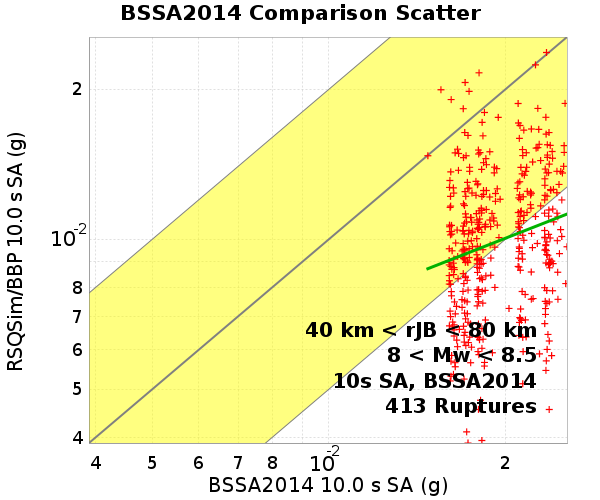 BSSA2014 Comparison Scatter
RSQSim/BBP 10.0 s SA (g)
2
10-2
8
7
6
5
4
40 km < rJB < 80 km
8 < Mw < 8.5
10s SA, BSSA2014
413 Ruptures
4 5 6 7 8 10-2 2
BSSA2014 10.0 s SA (g)